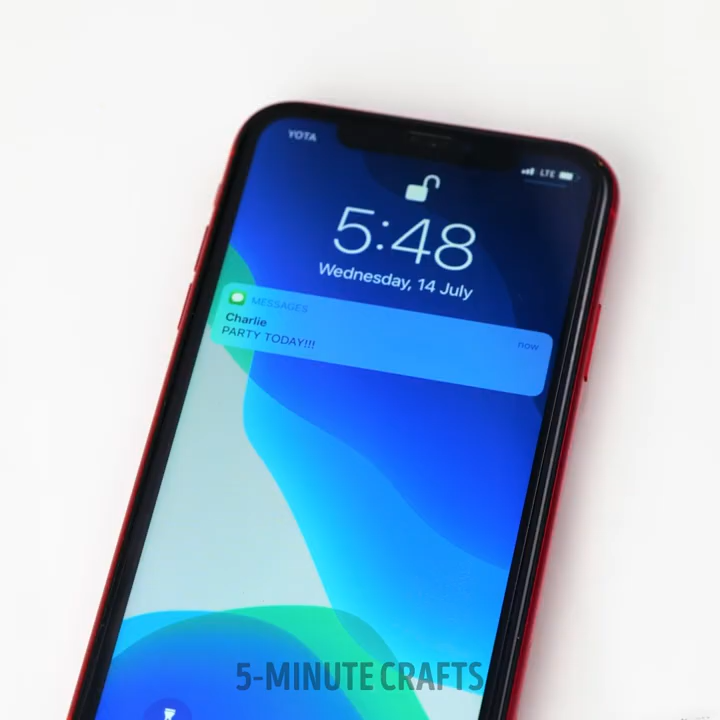 YOTA
LTE
5:48
Wednesday, 14 July
MESSAGES
now
Charlie
PARTY TODAY!!!
5-MINUTE CRAFTS